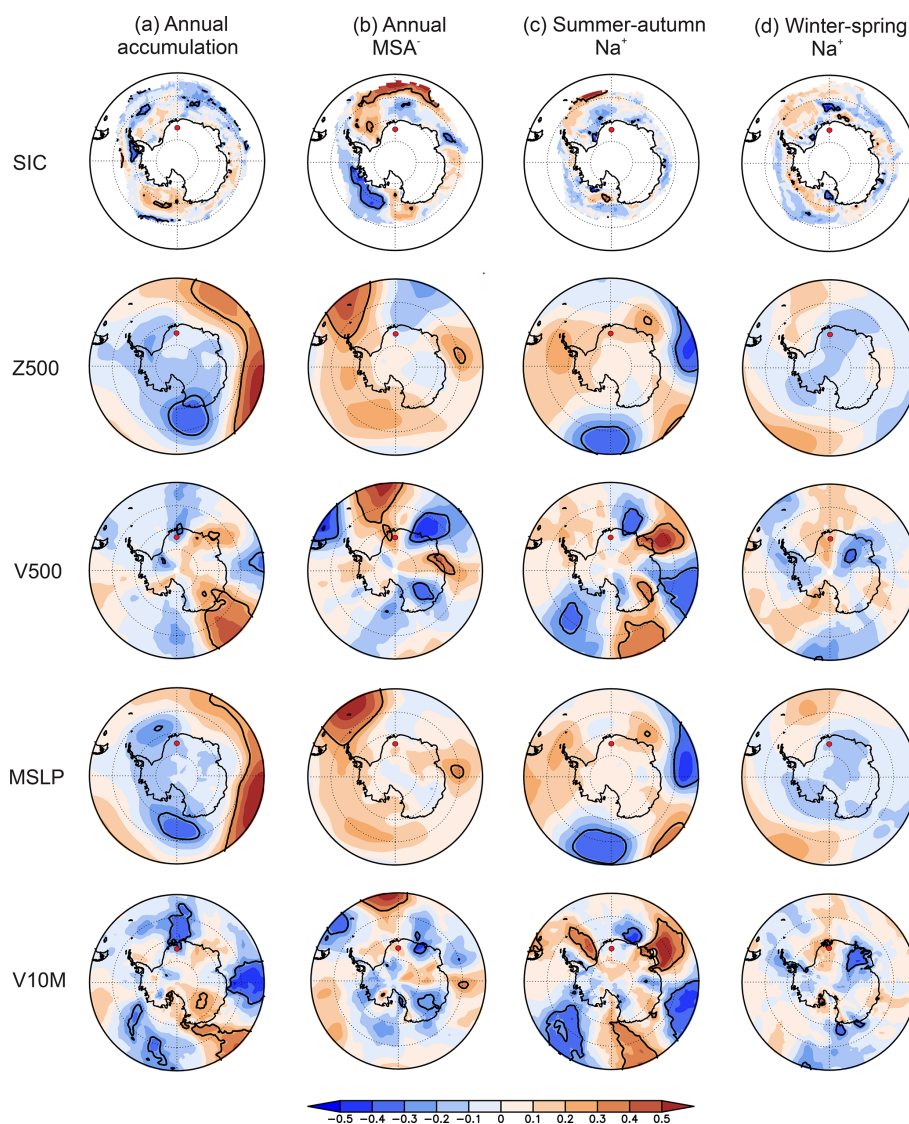 (a) Annual accumulation
(b) Annual MSA⁻
(c) Summer-autumn Na⁺
(d) Winter-spring Na⁺
SIC
Z500
V500
MSLP
V10M
-0.5 -0.4 -0.3 -0.2 -0.1 0 0.1 0.2 0.3 0.4 0.5